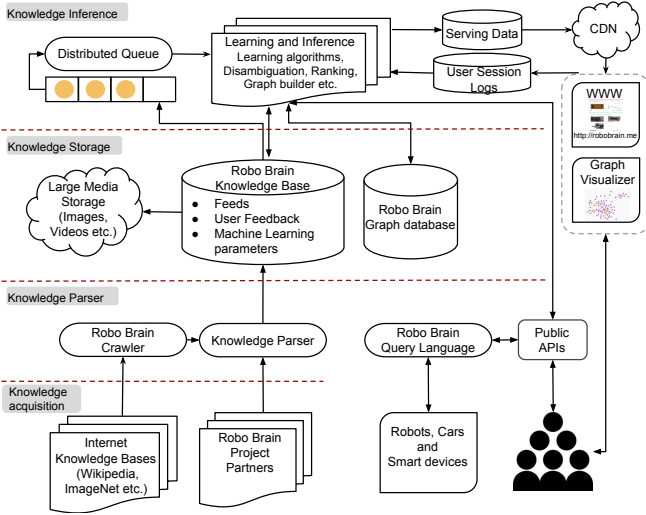 Knowledge Inference
Distributed Queue
Learning and Inference
Learning algorithms,
Disambiguation, Ranking,
Graph builder etc.
Serving Data
User Session
Logs
CDN
WWW
http://robobrain.me
Graph
Visualizer
Knowledge Storage
Large Media
Storage
(Images,
Videos etc.)
Robo Brain
Knowledge Base
● Feeds
● User Feedback
● Machine Learning
parameters
Robo Brain
Graph database
Knowledge Parser
Robo Brain
Crawler
Knowledge Parser
Robo Brain
Query Language
Public
APIs
Knowledge
acquisition
Internet
Knowledge Bases
(Wikipedia,
ImageNet etc.)
Robo Brain
Project
Partners
Robots, Cars
and
Smart devices